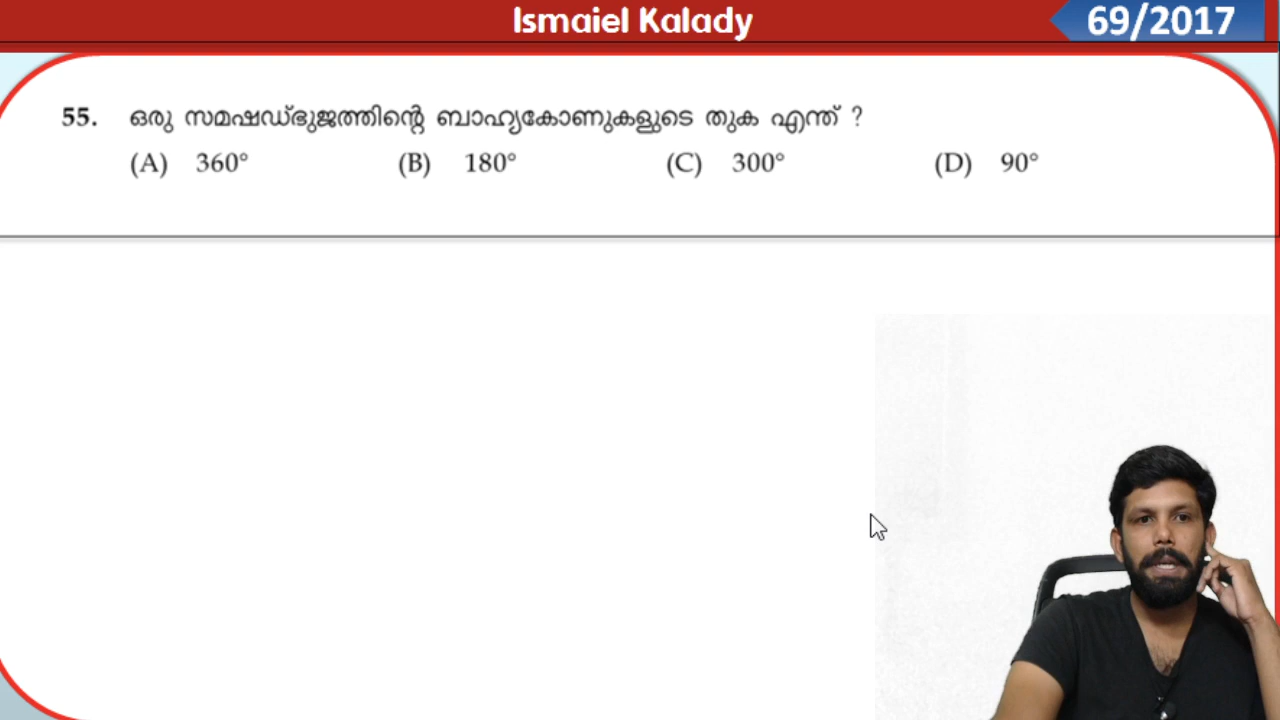 Ismaiel Kalady
69/2017
55. ഒരു സമഷഡ്ഭുജത്തിന്റെ ബാഹ്യകോണുകളുടെ തുക എന്ത് ?
(A) 360° (B) 180° (C) 300° (D) 90°